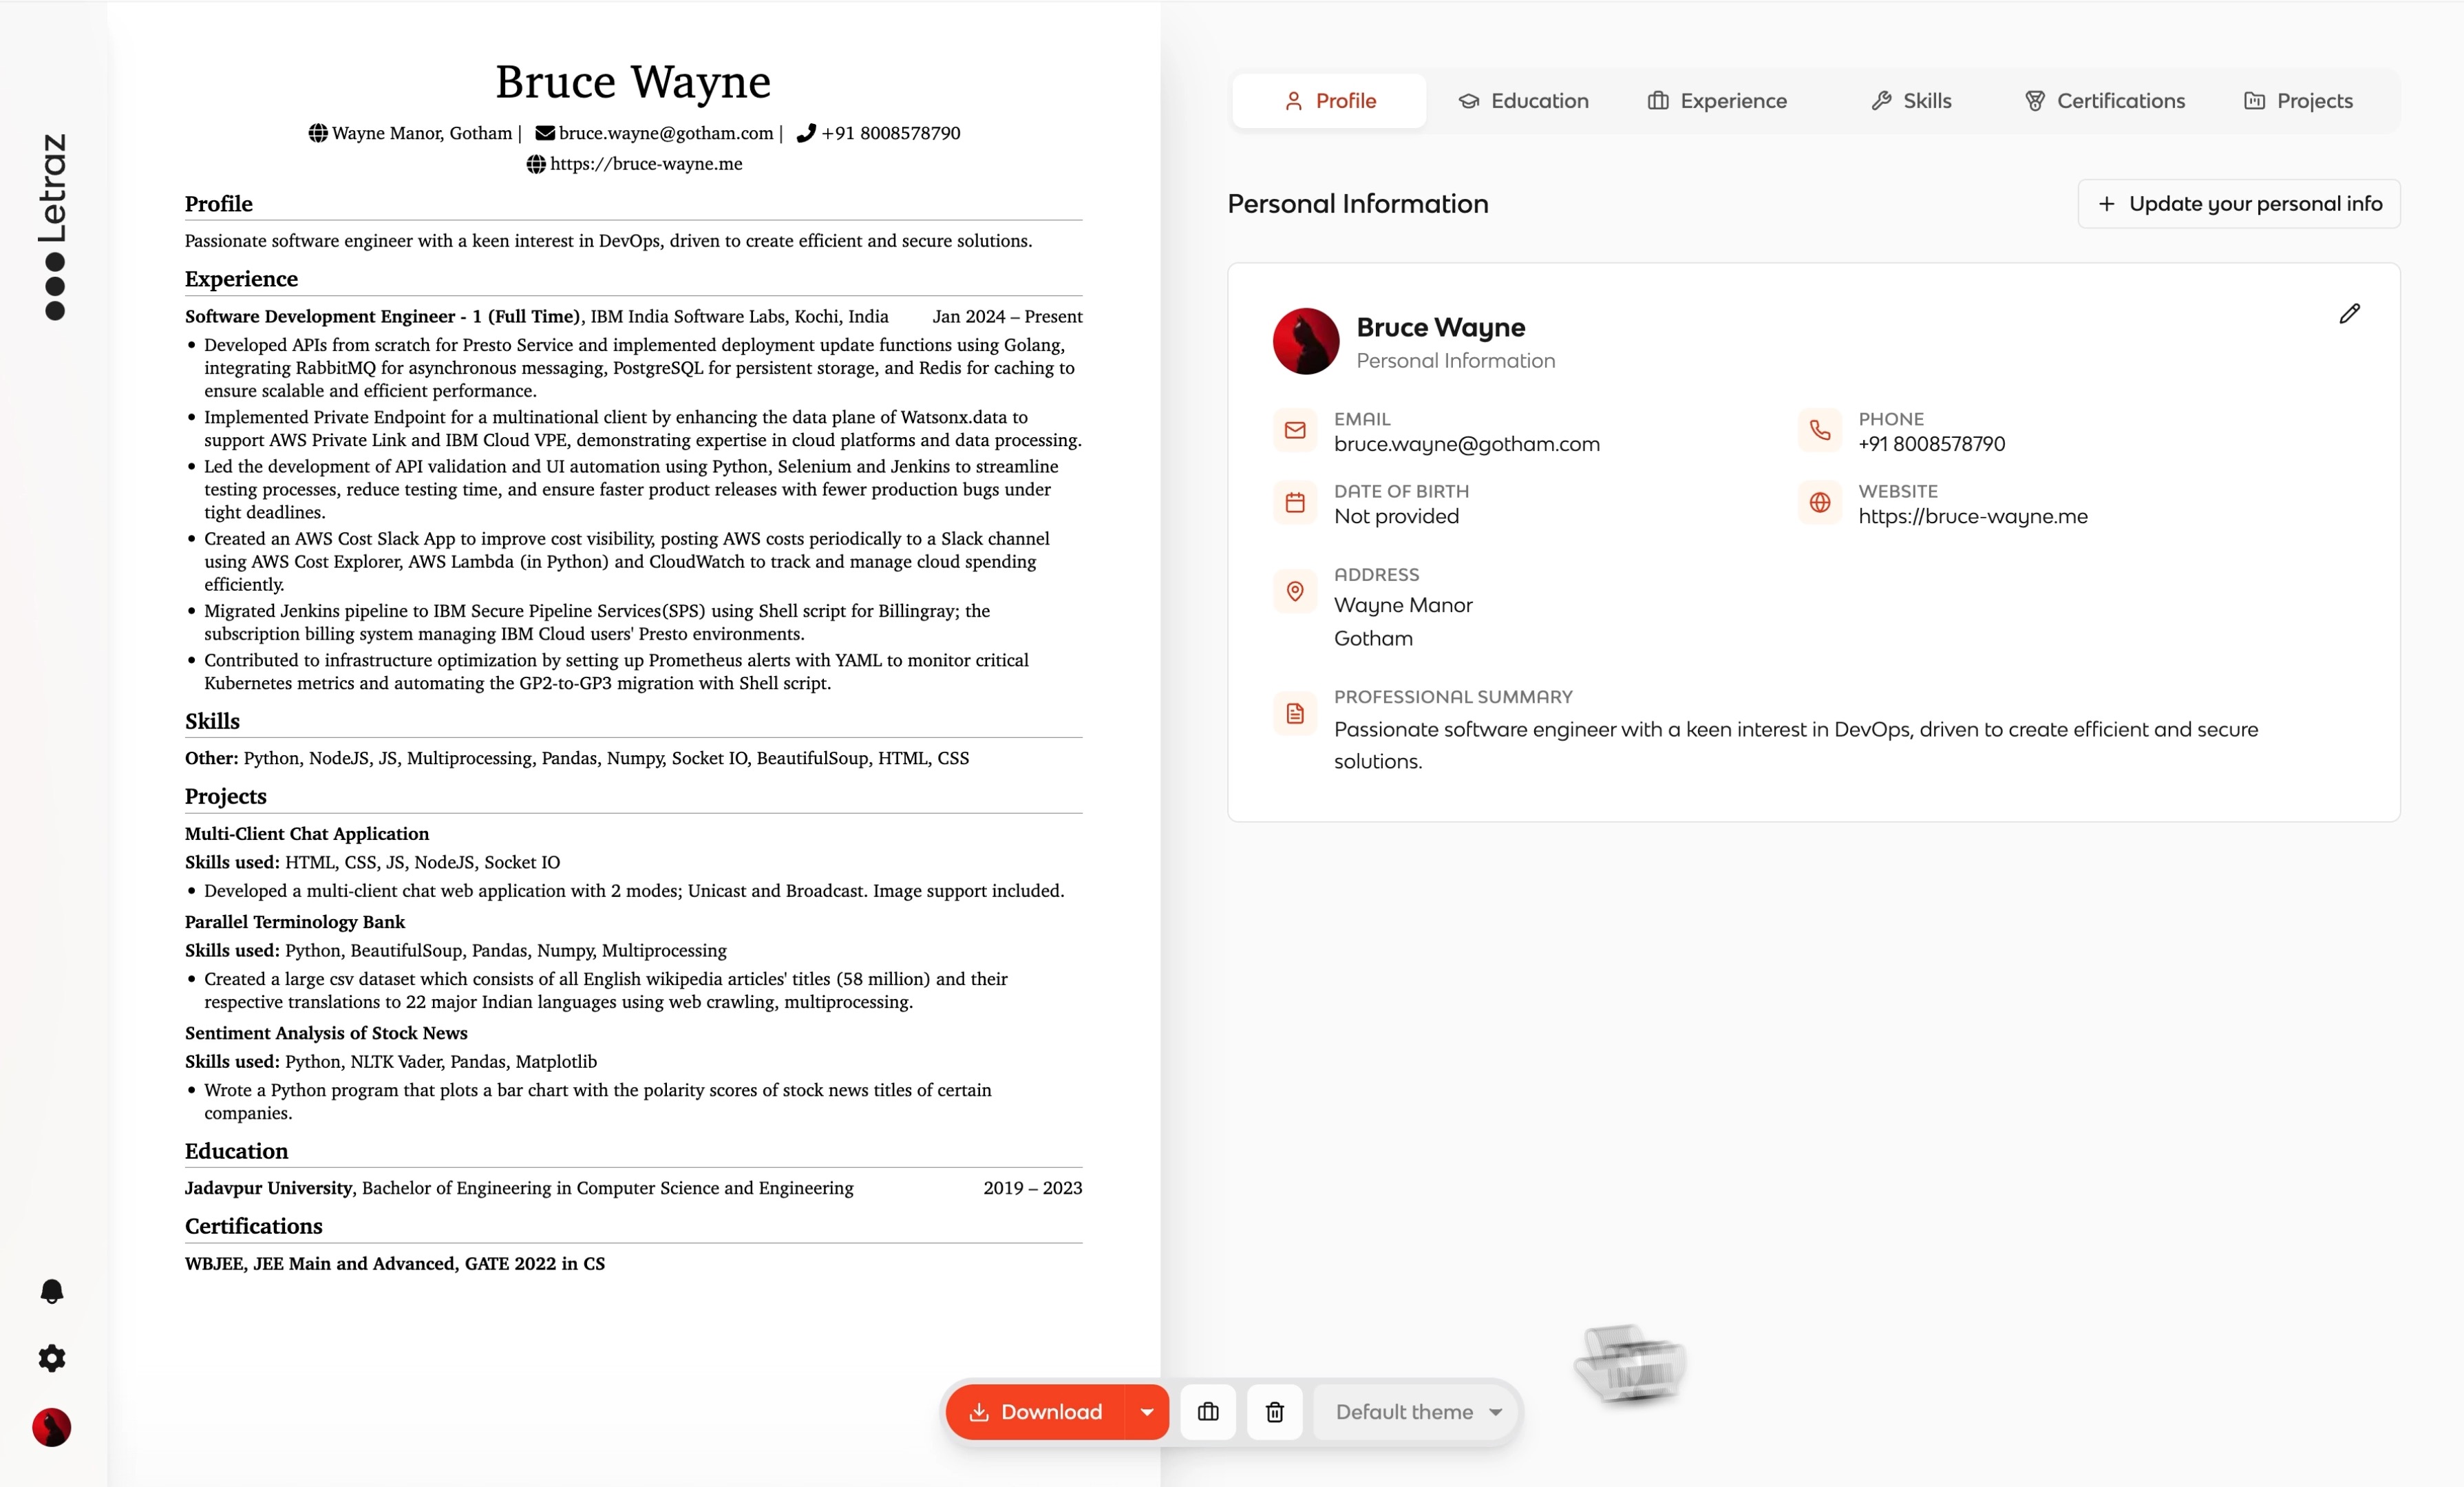 Letraz
Bruce Wayne
Wayne Manor, Gotham | bruce.wayne@gotham.com | +91 8008578790
https://bruce-wayne.me
Profile
Passionate software engineer with a keen interest in DevOps, driven to create efficient and secure solutions.
Experience
Software Development Engineer - 1 (Full Time), IBM India Software Labs, Kochi, India Jan 2024 – Present
• Developed APIs from scratch for Presto Service and implemented deployment update functions using Golang,
integrating RabbitMQ for asynchronous messaging, PostgreSQL for persistent storage, and Redis for caching to
ensure scalable and efficient performance.
• Implemented Private Endpoint for a multinational client by enhancing the data plane of Watsonx.data to
support AWS Private Link and IBM Cloud VPE, demonstrating expertise in cloud platforms and data processing.
• Led the development of API validation and UI automation using Python, Selenium and Jenkins to streamline
testing processes, reduce testing time, and ensure faster product releases with fewer production bugs under
tight deadlines.
• Created an AWS Cost Slack App to improve cost visibility, posting AWS costs periodically to a Slack channel
using AWS Cost Explorer, AWS Lambda (in Python) and CloudWatch to track and manage cloud spending
efficiently.
• Migrated Jenkins pipeline to IBM Secure Pipeline Services(SPS) using Shell script for Billingray; the
subscription billing system managing IBM Cloud users' Presto environments.
• Contributed to infrastructure optimization by setting up Prometheus alerts with YAML to monitor critical
Kubernetes metrics and automating the GP2-to-GP3 migration with Shell script.
Skills
Other: Python, NodeJS, JS, Multiprocessing, Pandas, Numpy, Socket IO, BeautifulSoup, HTML, CSS
Projects
Multi-Client Chat Application
Skills used: HTML, CSS, JS, NodeJS, Socket IO
• Developed a multi-client chat web application with 2 modes; Unicast and Broadcast. Image support included.
Parallel Terminology Bank
Skills used: Python, BeautifulSoup, Pandas, Numpy, Multiprocessing
• Created a large csv dataset which consists of all English wikipedia articles' titles (58 million) and their
respective translations to 22 major Indian languages using web crawling, multiprocessing.
Sentiment Analysis of Stock News
Skills used: Python, NLTK Vader, Pandas, Matplotlib
• Wrote a Python program that plots a bar chart with the polarity scores of stock news titles of certain
companies.
Education
Jadavpur University, Bachelor of Engineering in Computer Science and Engineering 2019 – 2023
Certifications
WBJEE, JEE Main and Advanced, GATE 2022 in CS
Profile Education Experience Skills Certifications Projects
Personal Information
+ Update your personal info
Bruce Wayne
Personal Information
EMAIL
bruce.wayne@gotham.com
PHONE
+91 8008578790
DATE OF BIRTH
Not provided
WEBSITE
https://bruce-wayne.me
ADDRESS
Wayne Manor
Gotham
PROFESSIONAL SUMMARY
Passionate software engineer with a keen interest in DevOps, driven to create efficient and secure
solutions.
Download
Default theme